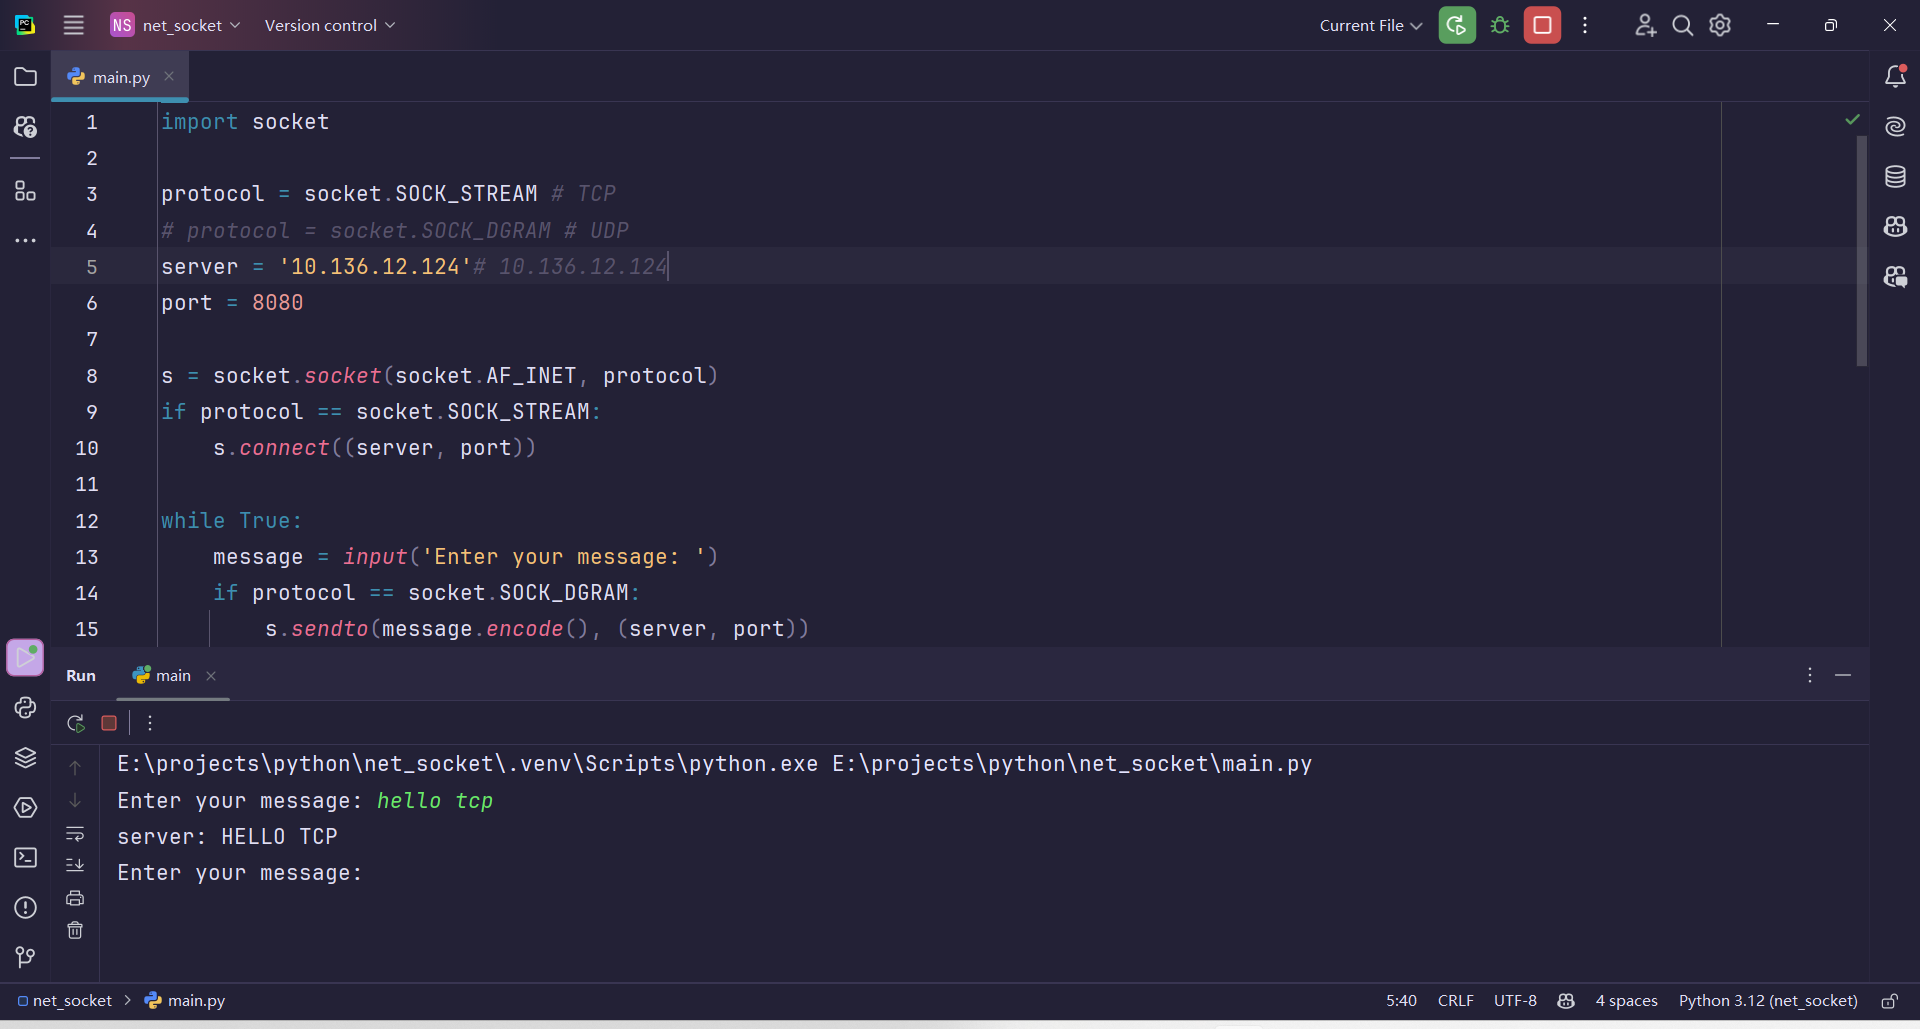 PC
NS net_socket Version control Current File
main.py
1 import socket
2
3 protocol = socket.SOCK_STREAM # TCP
4 # protocol = socket.SOCK_DGRAM # UDP
5 server = '10.136.12.124'# 10.136.12.124
6 port = 8080
7
8 s = socket.socket(socket.AF_INET, protocol)
9 if protocol == socket.SOCK_STREAM:
10 s.connect((server, port))
11
12 while True:
13 message = input('Enter your message: ')
14 if protocol == socket.SOCK_DGRAM:
15 s.sendto(message.encode(), (server, port))
Run main
E:\projects\python\net_socket\.venv\Scripts\python.exe E:\projects\python\net_socket\main.py
Enter your message: hello tcp
server: HELLO TCP
Enter your message:
net_socket > main.py 5:40 CRLF UTF-8 4 spaces Python 3.12 (net_socket)